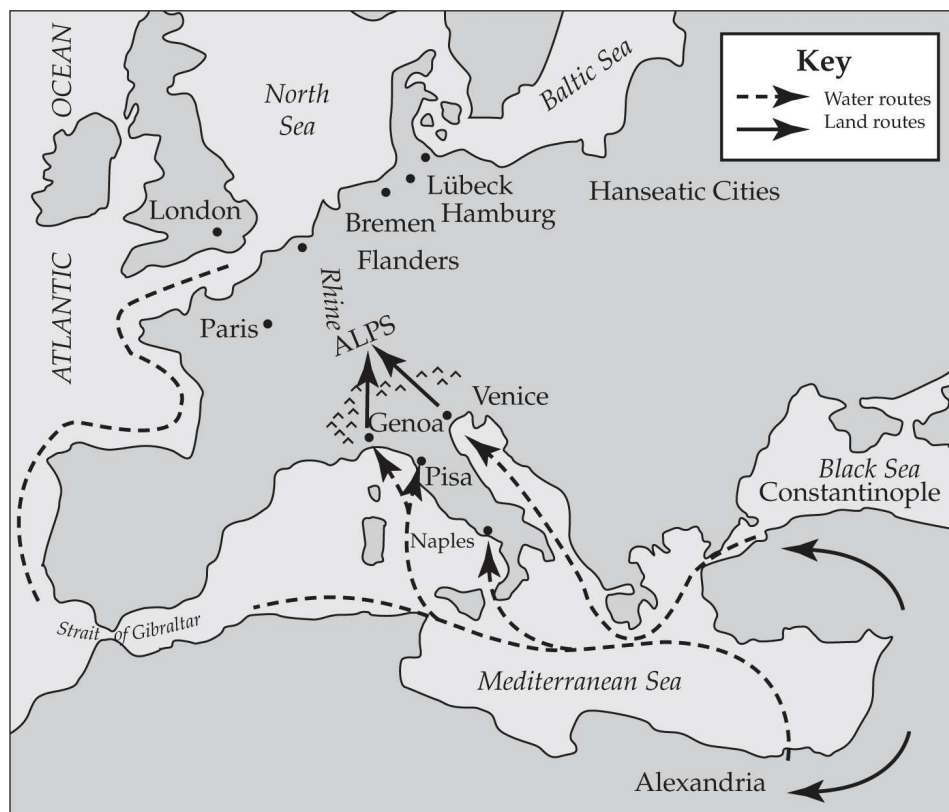 ATLANTIC OCEAN
North
Sea
Baltic Sea
Key
Water routes
Land routes
London
Lübeck
Hamburg
Bremen
Hanseatic Cities
Flanders
Rhine
Paris
ALPS
Venice
Genoa
Pisa
Naples
Black Sea
Constantinople
Strait of Gibraltar
Mediterranean Sea
Alexandria